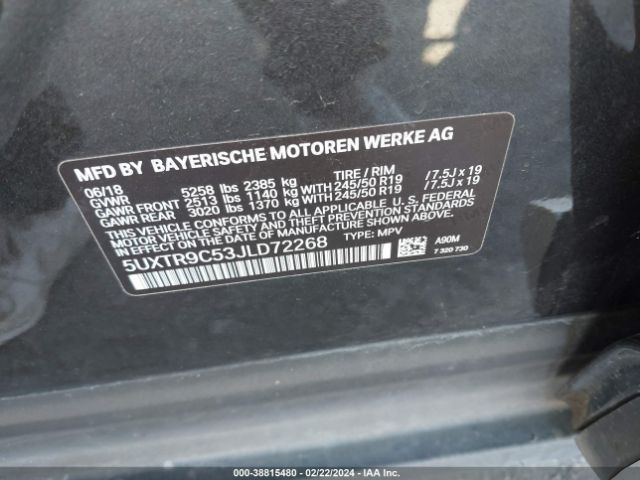 MFD BY BAYERISCHE MOTOREN WERKE AG
06/18 TIRE / RIM
GVWR 5258 lbs 2385 kg
GAWR FRONT 2513 lbs 1140 kg WITH 245/50 R19 / 7.5J x 19
GAWR REAR 3020 lbs 1370 kg WITH 245/50 R19 / 7.5J x 19
THIS VEHICLE CONFORMS TO ALL APPLICABLE U. S. FEDERAL
MOTOR VEHICLE SAFETY AND THEFT PREVENTION STANDARDS
IN EFFECT ON THE DATE OF MANUFACTURE SHOWN ABOVE.
5UXTR9C53JLD72268 TYPE: MPV
A90M
7 320 730
000-38815480 - 02/22/2024 - IAA Inc.